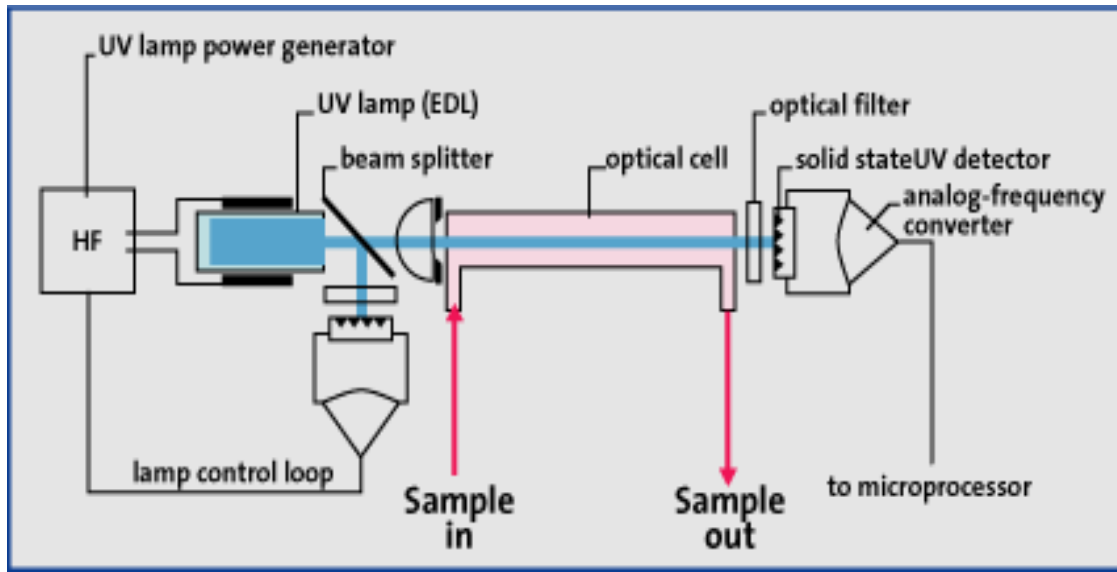 UV lamp power generator
UV lamp (EDL)
optical filter
beam splitter
optical cell
solid stateUV detector
analog-frequency
converter
HF
lamp control loop
Sample
in
Sample
out
to microprocessor